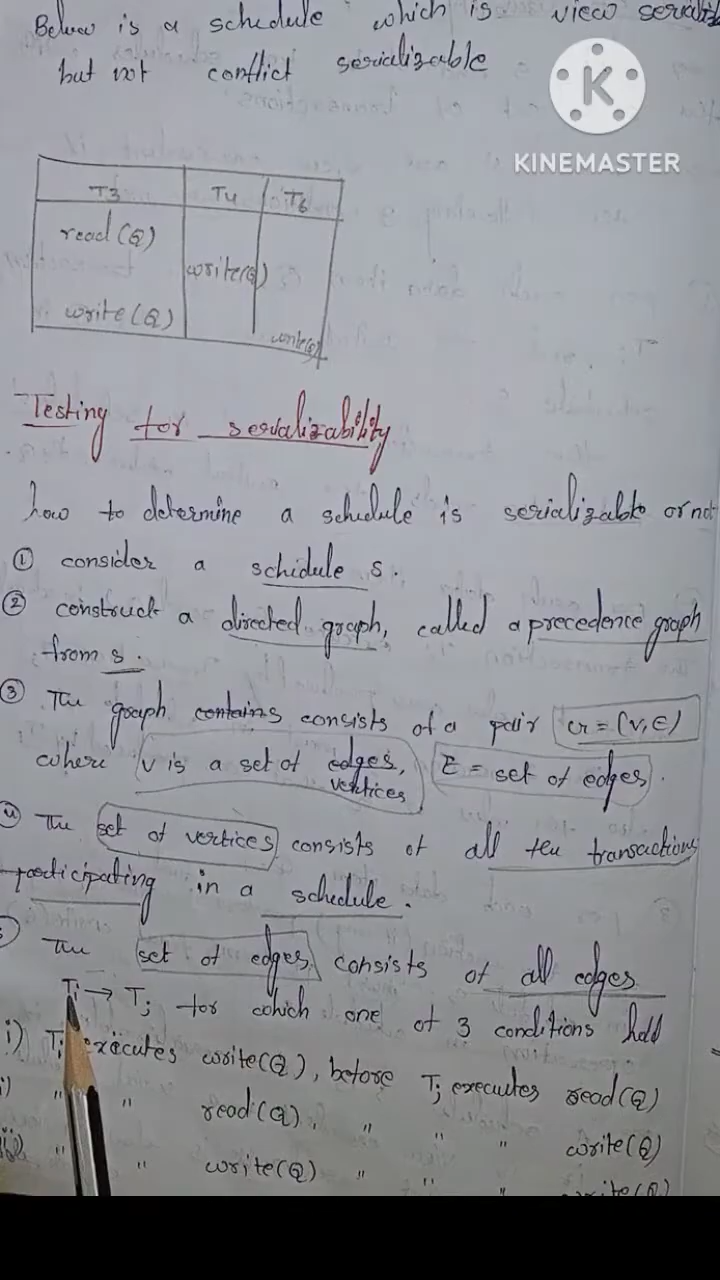 Below is a schedule which is view serializ
but not conflict serializable
KINEMASTER
T3 T4 T6
read(Q)
write(Q)
write(Q)
write(Q)
Testing for serializability
how to determine a schedule is serializable or not
① consider a schidule s.
② construct a directed graph, called a precedence graph
from s.
③ The graph contains consists of a pair G = (V, E)
where V is a set of edges, E = set of edges.
vertices
④ The set of vertices consists of all ten transactions
participating in a schedule.
The set of edges, consists of all edges
Ti → Tj for which one of 3 conditions hold
i) Ti executes write(Q), before Tj executes read(Q)
" " read(Q), " " " write(Q)
" write(Q) " " " write(Q)